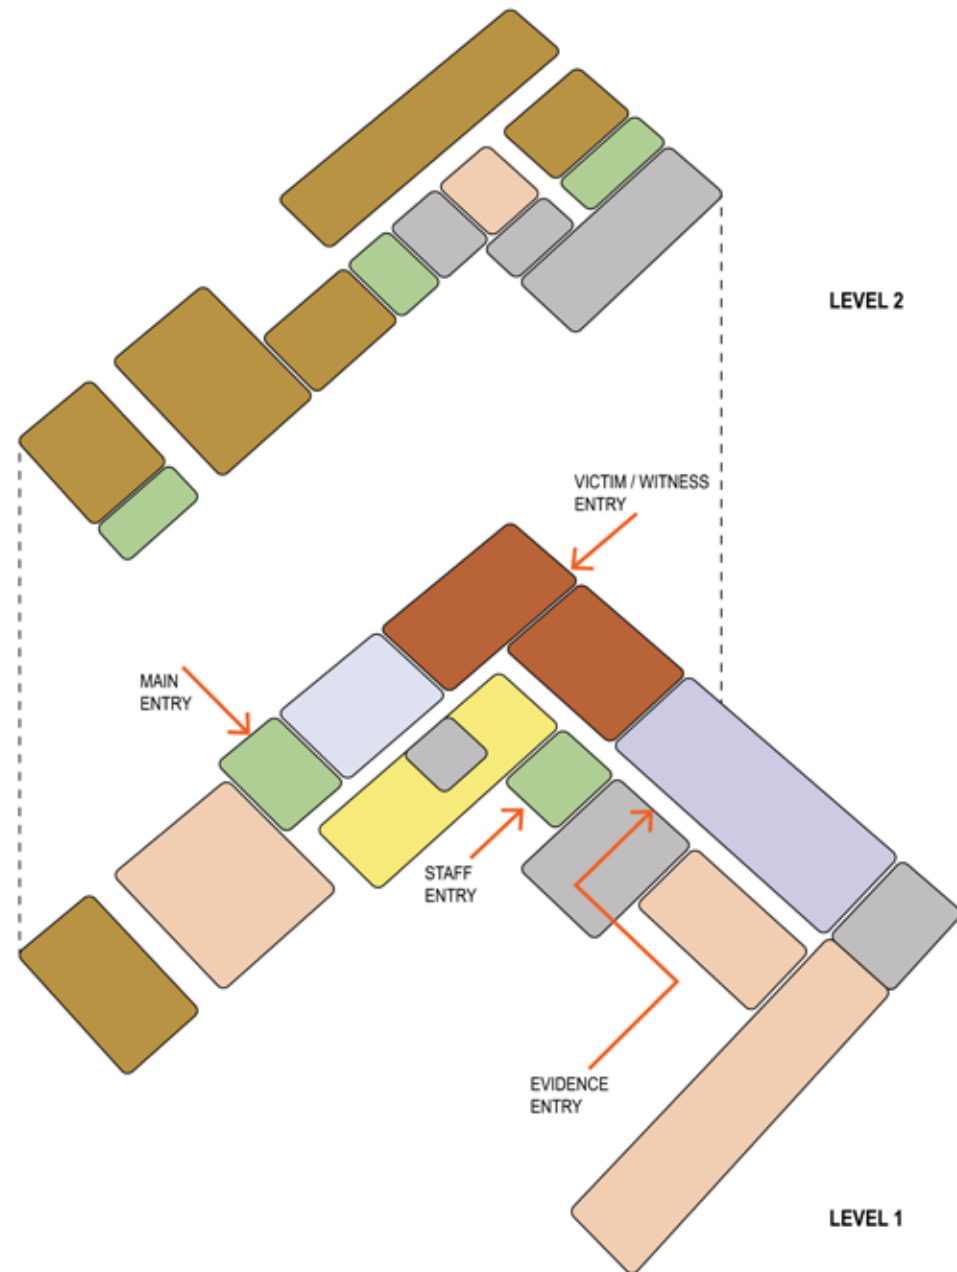 LEVEL 2
VICTIM / WITNESS
ENTRY
MAIN
ENTRY
STAFF
ENTRY
EVIDENCE
ENTRY
LEVEL 1